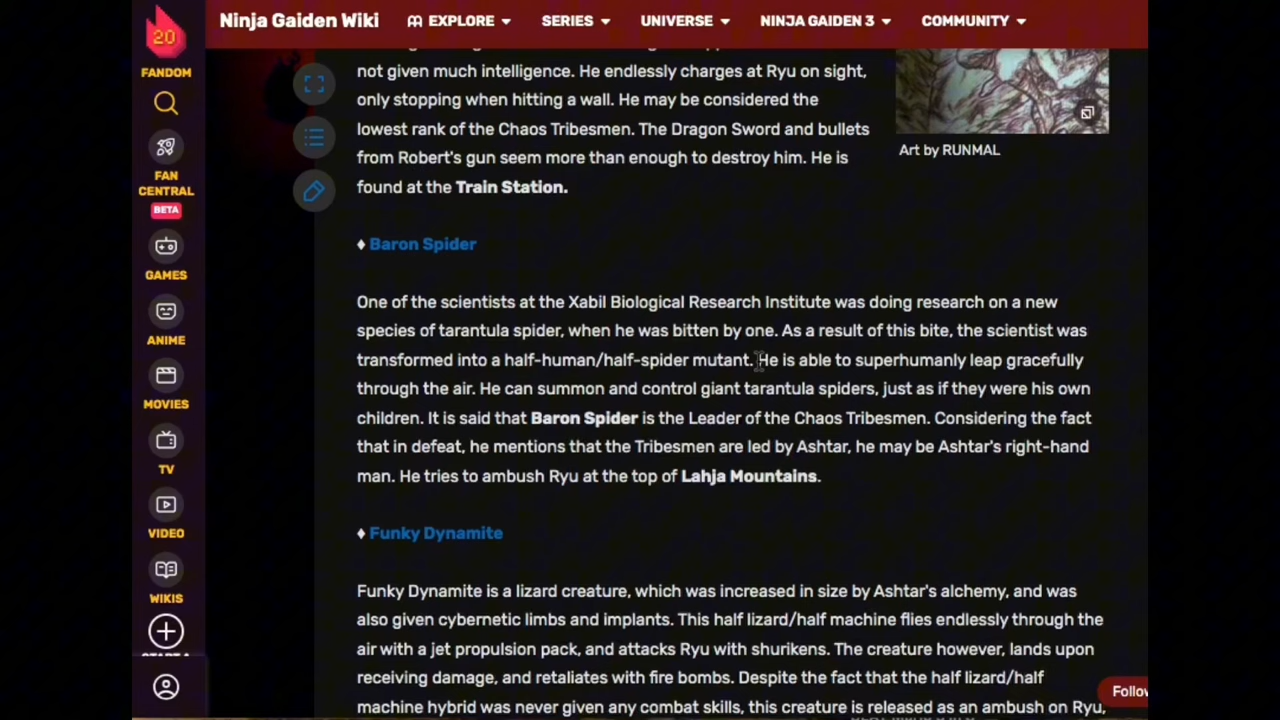 Ninja Gaiden Wiki
EXPLORE
SERIES
UNIVERSE
NINJA GAIDEN 3
COMMUNITY
20
FANDOM
FAN
CENTRAL
BETA
GAMES
ANIME
MOVIES
TV
VIDEO
WIKIS
not given much intelligence. He endlessly charges at Ryu on sight,
only stopping when hitting a wall. He may be considered the
lowest rank of the Chaos Tribesmen. The Dragon Sword and bullets
from Robert's gun seem more than enough to destroy him. He is
found at the Train Station.
Art by RUNMAL
♦ Baron Spider
One of the scientists at the Xabil Biological Research Institute was doing research on a new
species of tarantula spider, when he was bitten by one. As a result of this bite, the scientist was
transformed into a half-human/half-spider mutant. He is able to superhumanly leap gracefully
through the air. He can summon and control giant tarantula spiders, just as if they were his own
children. It is said that Baron Spider is the Leader of the Chaos Tribesmen. Considering the fact
that in defeat, he mentions that the Tribesmen are led by Ashtar, he may be Ashtar's right-hand
man. He tries to ambush Ryu at the top of Lahja Mountains.
♦ Funky Dynamite
Funky Dynamite is a lizard creature, which was increased in size by Ashtar's alchemy, and was
also given cybernetic limbs and implants. This half lizard/half machine flies endlessly through the
air with a jet propulsion pack, and attacks Ryu with shurikens. The creature however, lands upon
receiving damage, and retaliates with fire bombs. Despite the fact that the half lizard/half
machine hybrid was never given any combat skills, this creature is released as an ambush on Ryu,
Follow